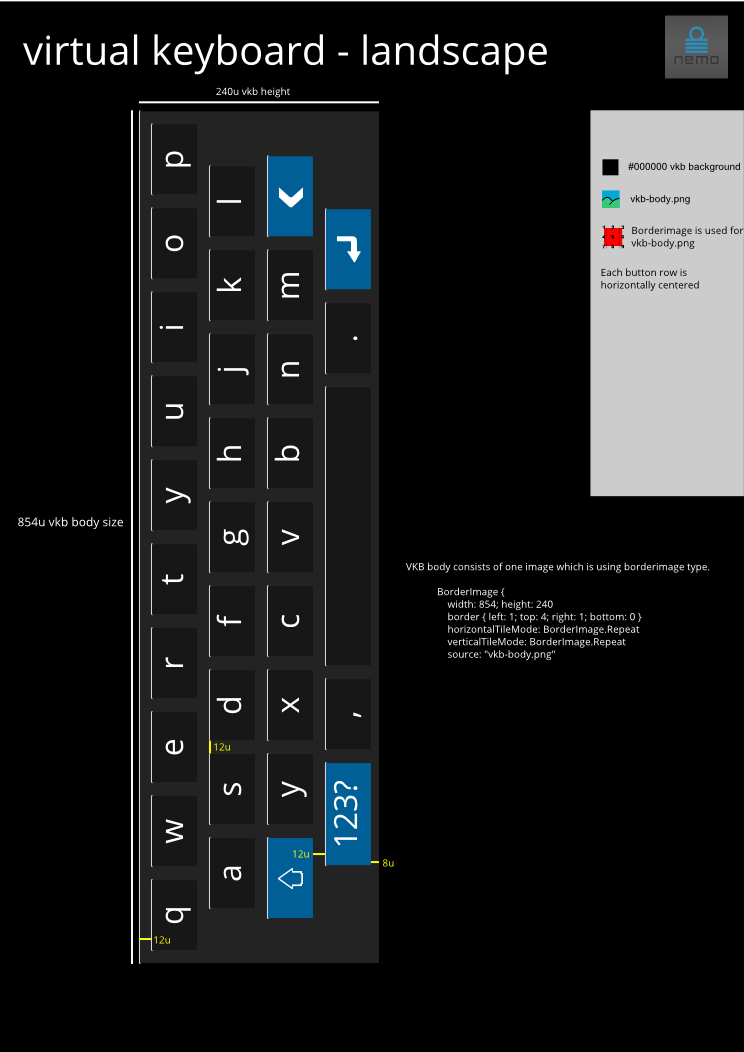 virtual keyboard - landscape
nemo
240u vkb height
854u vkb body size
q w e r t y u i o p
a s d f g h j k l
y x c v b n m
123? , .
12u
12u
12u
8u
#000000 vkb background
vkb-body.png
Borderimage is used for
vkb-body.png
Each button row is
horizontally centered
VKB body consists of one image which is using borderimage type.
BorderImage {
width: 854; height: 240
border { left: 1; top: 4; right: 1; bottom: 0 }
horizontalTileMode: BorderImage.Repeat
verticalTileMode: BorderImage.Repeat
source: "vkb-body.png"